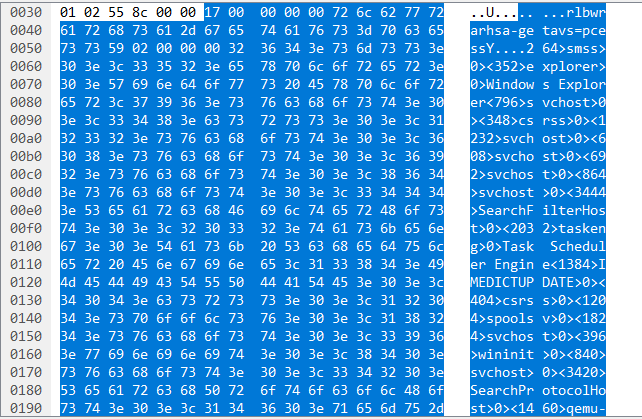 0030 01 02 55 8c 00 00 17 00 00 00 00 72 6c 62 77 72 ..U..... ...rlbwr
0040 61 72 68 73 61 2d 67 65 74 61 76 73 3d 70 63 65 arhsa-ge tavs=pce
0050 73 73 59 02 00 00 00 32 36 34 3e 73 6d 73 73 3e ssY....2 64>smss>
0060 30 3e 3c 33 35 32 3e 65 78 70 6c 6f 72 65 72 3e 0><352>e xplorer>
0070 30 3e 57 69 6e 64 6f 77 73 20 45 78 70 6c 6f 72 0>Window s Explor
0080 65 72 3c 37 39 36 3e 73 76 63 68 6f 73 74 3e 30 er<796>s vchost>0
0090 3e 3c 33 34 38 3e 63 73 72 73 73 3e 30 3e 3c 31 ><348>cs rss>0><1
00a0 32 33 32 3e 73 76 63 68 6f 73 74 3e 30 3e 3c 36 232>svch ost>0><6
00b0 30 38 3e 73 76 63 68 6f 73 74 3e 30 3e 3c 36 39 08>svcho st>0><69
00c0 32 3e 73 76 63 68 6f 73 74 3e 30 3e 3c 38 36 34 2>svchos t>0><864
00d0 3e 73 76 63 68 6f 73 74 3e 30 3e 3c 33 34 34 34 >svchost >0><3444
00e0 3e 53 65 61 72 63 68 46 69 6c 74 65 72 48 6f 73 >SearchF ilterHos
00f0 74 3e 30 3e 3c 32 30 33 32 3e 74 61 73 6b 65 6e t>0><203 2>tasken
0100 67 3e 30 3e 54 61 73 6b 20 53 63 68 65 64 75 6c g>0>Task  Schedul
0110 65 72 20 45 6e 67 69 6e 65 3c 31 33 38 34 3e 49 er Engin e<1384>I
0120 4d 45 44 49 43 54 55 50 44 41 54 45 3e 30 3e 3c MEDICTUP DATE>0><
0130 34 30 34 3e 63 73 72 73 73 3e 30 3e 3c 31 32 30 404>csrs s>0><120
0140 34 3e 73 70 6f 6f 6c 73 76 3e 30 3e 3c 31 38 32 4>spools v>0><182
0150 34 3e 73 76 63 68 6f 73 74 3e 30 3e 3c 33 39 36 4>svchos t>0><396
0160 3e 77 69 6e 69 6e 69 74 3e 30 3e 3c 38 34 30 3e >wininit >0><840>
0170 73 76 63 68 6f 73 74 3e 30 3e 3c 33 34 32 30 3e svchost> 0><3420>
0180 53 65 61 72 63 68 50 72 6f 74 6f 63 6f 6c 48 6f SearchPr otocolHo
0190 73 74 3e 30 3e 3c 31 34 36 30 3e 71 65 6d 75 2d st>0><14 60>qemu-